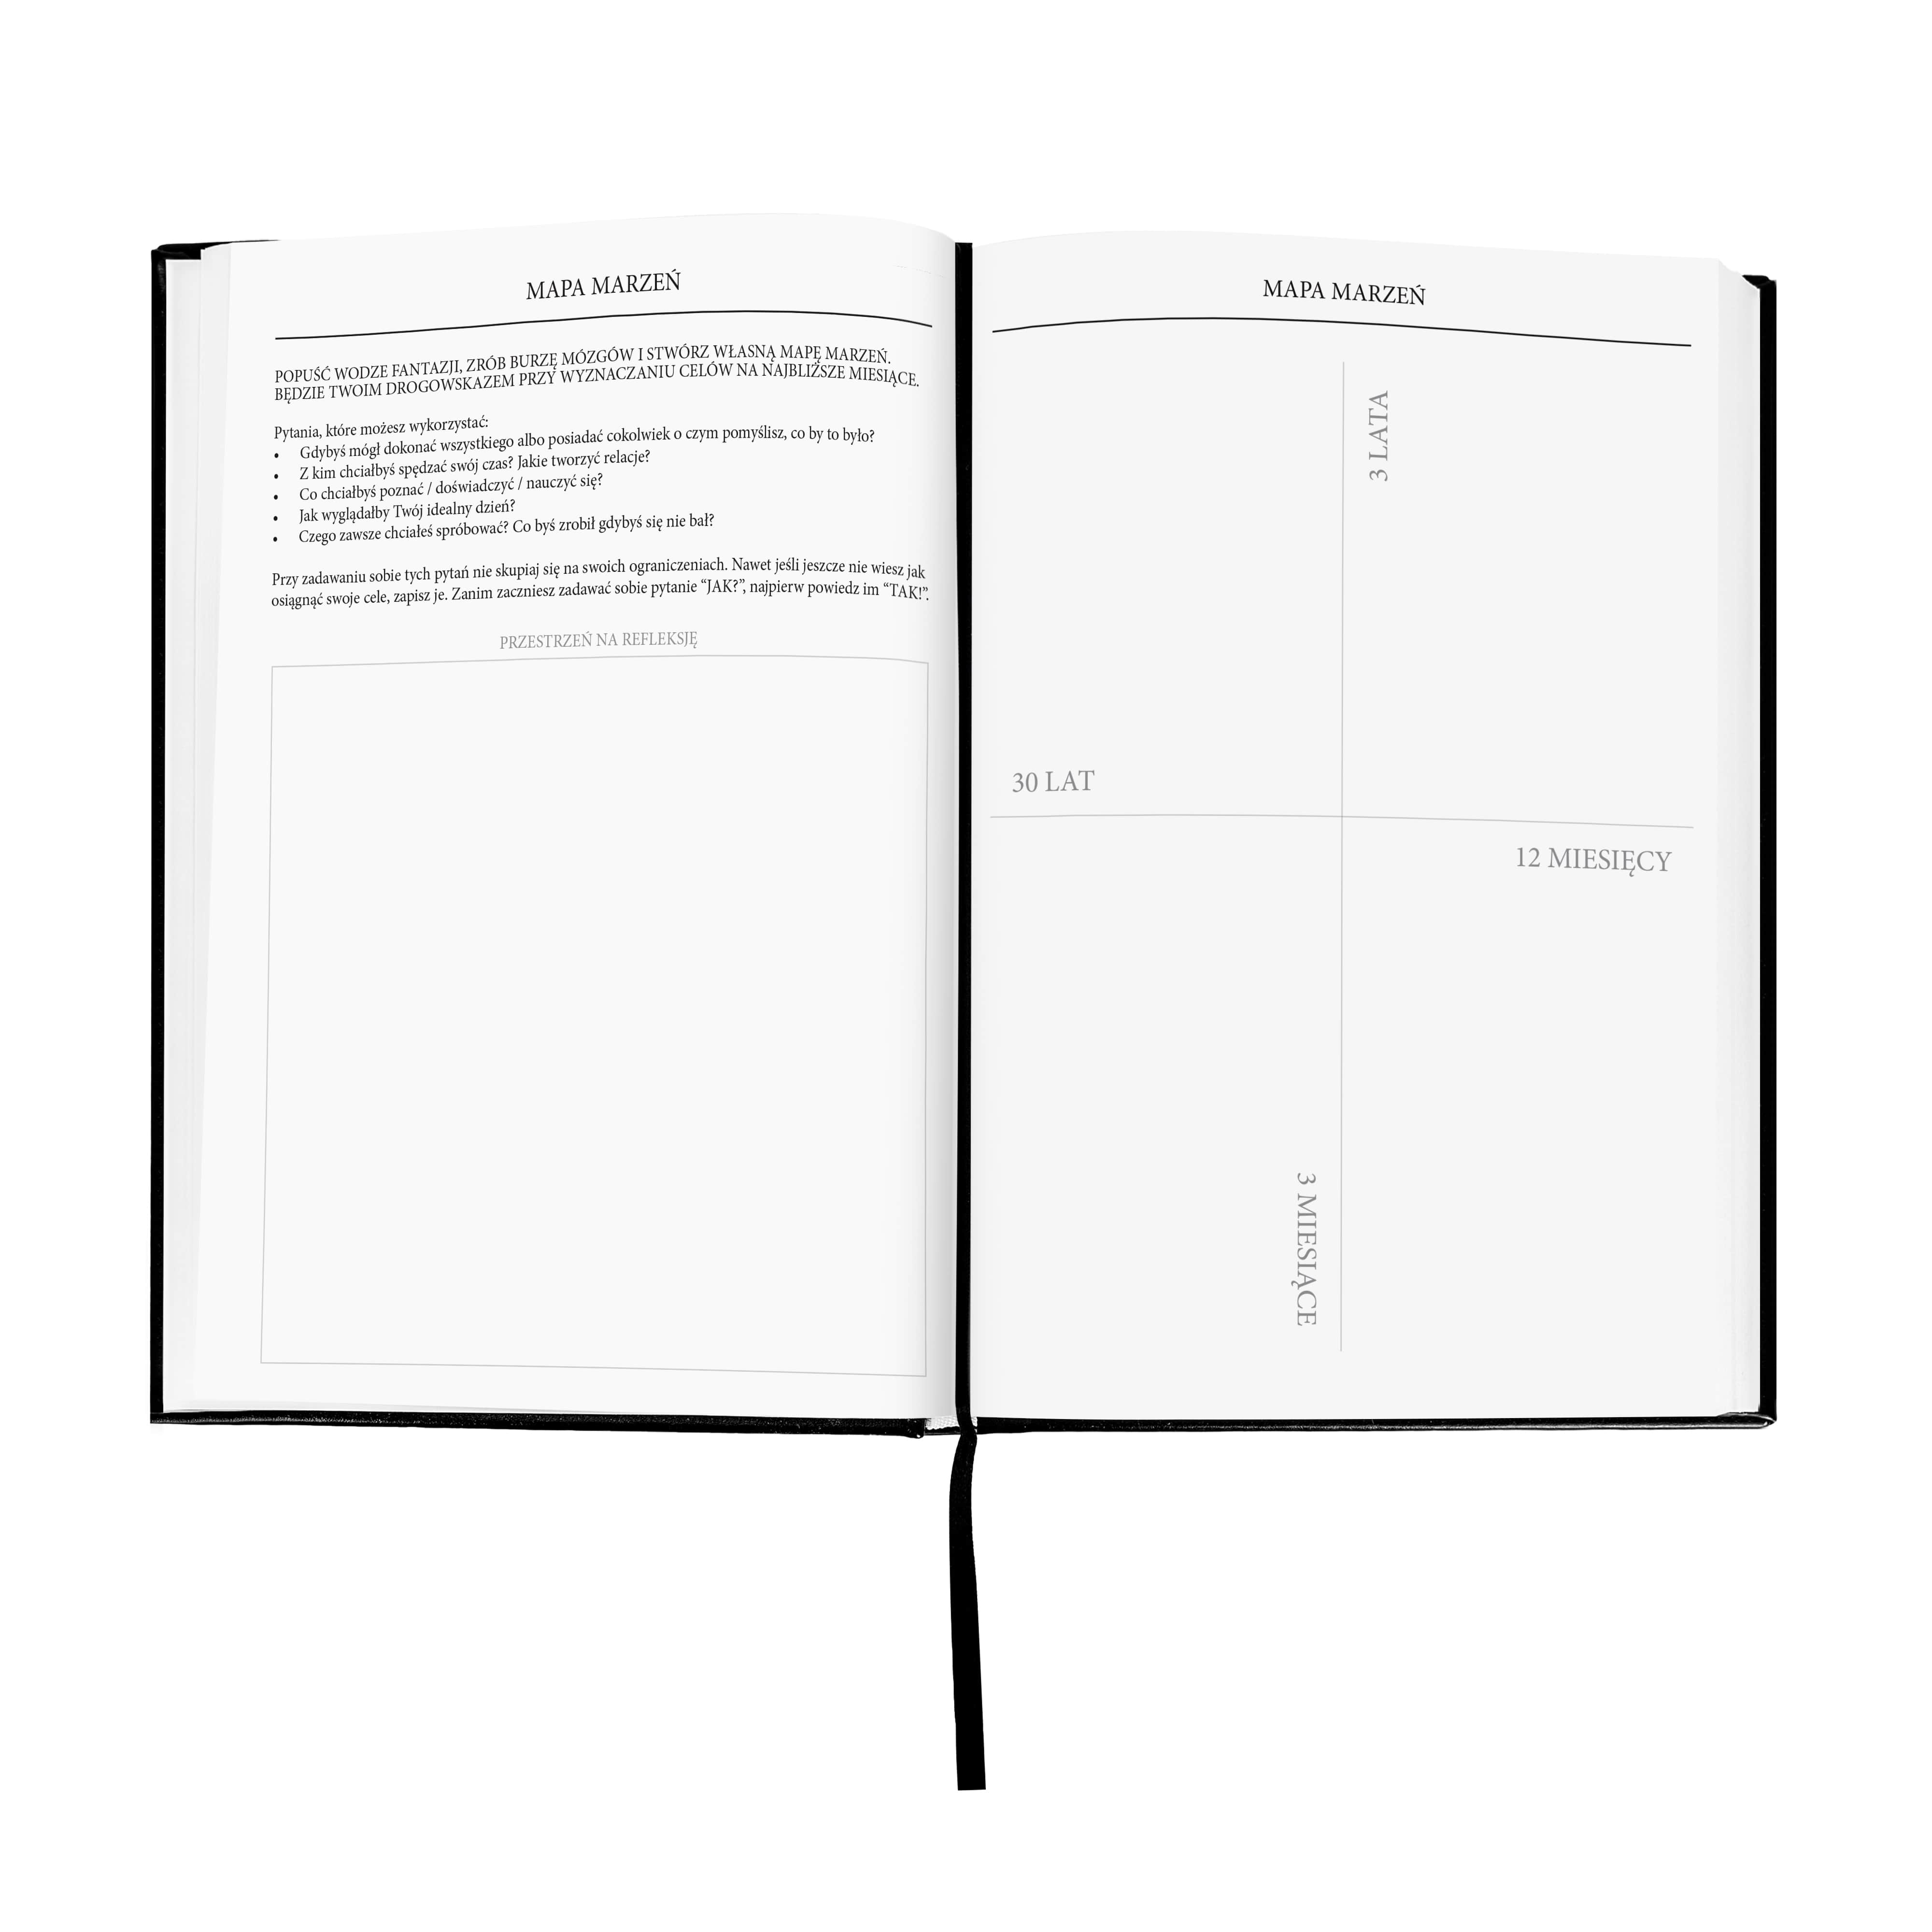 MAPA MARZEŃ
POPUŚĆ WODZE FANTAZJI, ZRÓB BURZĘ MÓZGÓW I STWÓRZ WŁASNĄ MAPĘ MARZEŃ.
BĘDZIE TWOIM DROGOWSKAZEM PRZY WYZNACZANIU CELÓW NA NAJBLIŻSZE MIESIĄCE.
Pytania, które możesz wykorzystać:
• Gdybyś mógł dokonać wszystkiego albo posiadać cokolwiek o czym pomyślisz, co by to było?
• Z kim chciałbyś spędzać swój czas? Jakie tworzyć relacje?
• Co chciałbyś poznać / doświadczyć / nauczyć się?
• Jak wyglądałby Twój idealny dzień?
• Czego zawsze chciałeś spróbować? Co byś zrobił gdybyś się nie bał?
Przy zadawaniu sobie tych pytań nie skupiaj się na swoich ograniczeniach. Nawet jeśli jeszcze nie wiesz jak
osiągnąć swoje cele, zapisz je. Zanim zaczniesz zadawać sobie pytanie “JAK?”, najpierw powiedz im “TAK!”.
PRZESTRZEŃ NA REFLEKSJĘ
MAPA MARZEŃ
3 LATA
30 LAT
12 MIESIĘCY
3 MIESIĄCE